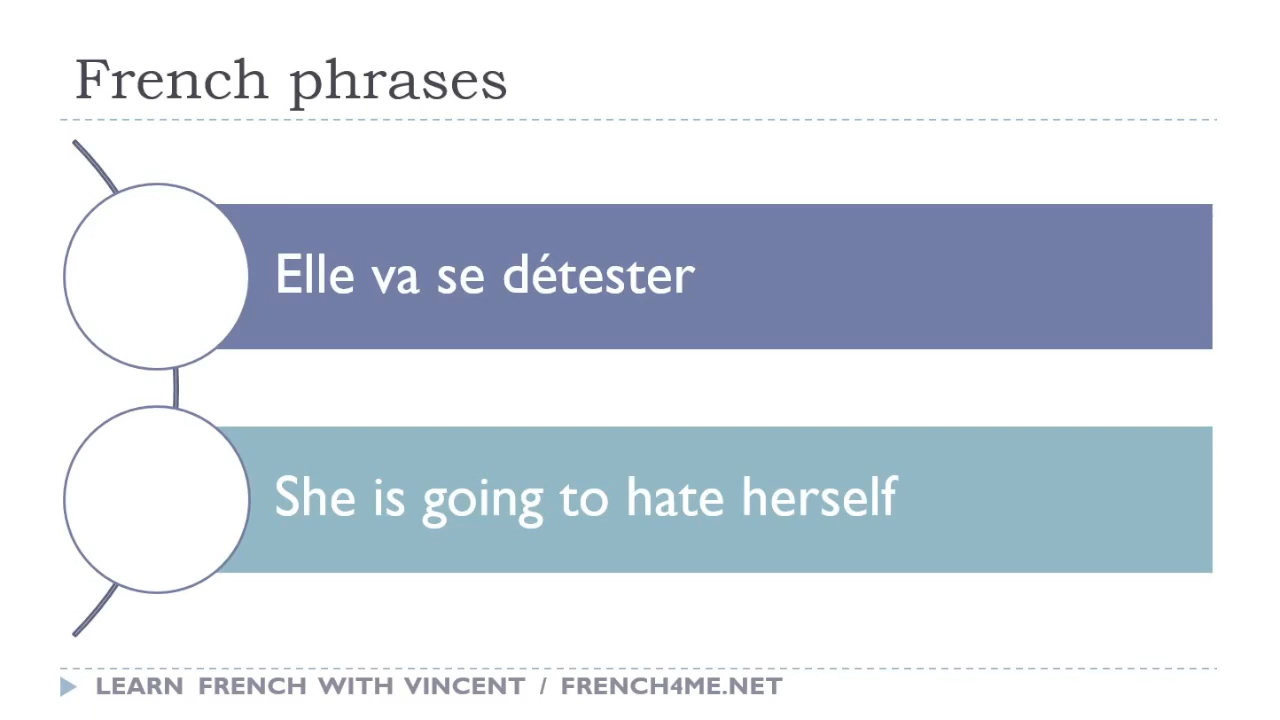 French phrases
Elle va se détester
She is going to hate herself
LEARN FRENCH WITH VINCENT / FRENCH4ME.NET